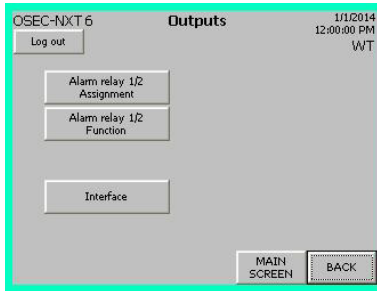 OSEC-NXT 6
Outputs
1/1/2014
12:00:00 PM
WT
Log out
Alarm relay 1/2
Assignment
Alarm relay 1/2
Function
Interface
MAIN
SCREEN
BACK